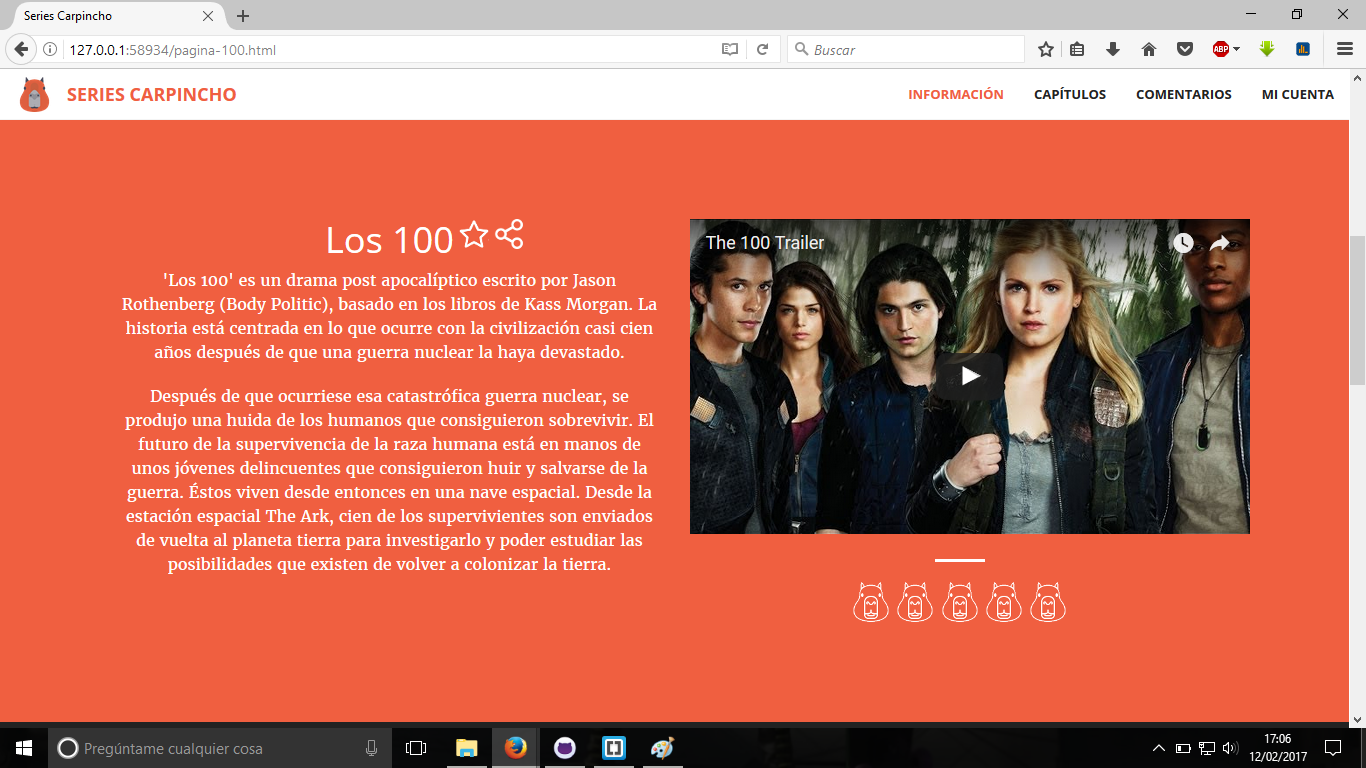 Series Carpincho
127.0.0.1:58934/pagina-100.html
Buscar
ABP
SERIES CARPINCHO
INFORMACIÓN
CAPÍTULOS
COMENTARIOS
MI CUENTA
Los 100
'Los 100' es un drama post apocalíptico escrito por Jason
Rothenberg (Body Politic), basado en los libros de Kass Morgan. La
historia está centrada en lo que ocurre con la civilización casi cien
años después de que una guerra nuclear la haya devastado.
Después de que ocurriese esa catastrófica guerra nuclear, se
produjo una huida de los humanos que consiguieron sobrevivir. El
futuro de la supervivencia de la raza humana está en manos de
unos jóvenes delincuentes que consiguieron huir y salvarse de la
guerra. Éstos viven desde entonces en una nave espacial. Desde la
estación espacial The Ark, cien de los supervivientes son enviados
de vuelta al planeta tierra para investigarlo y poder estudiar las
posibilidades que existen de volver a colonizar la tierra.
The 100 Trailer
Pregúntame cualquier cosa
17:06
12/02/2017